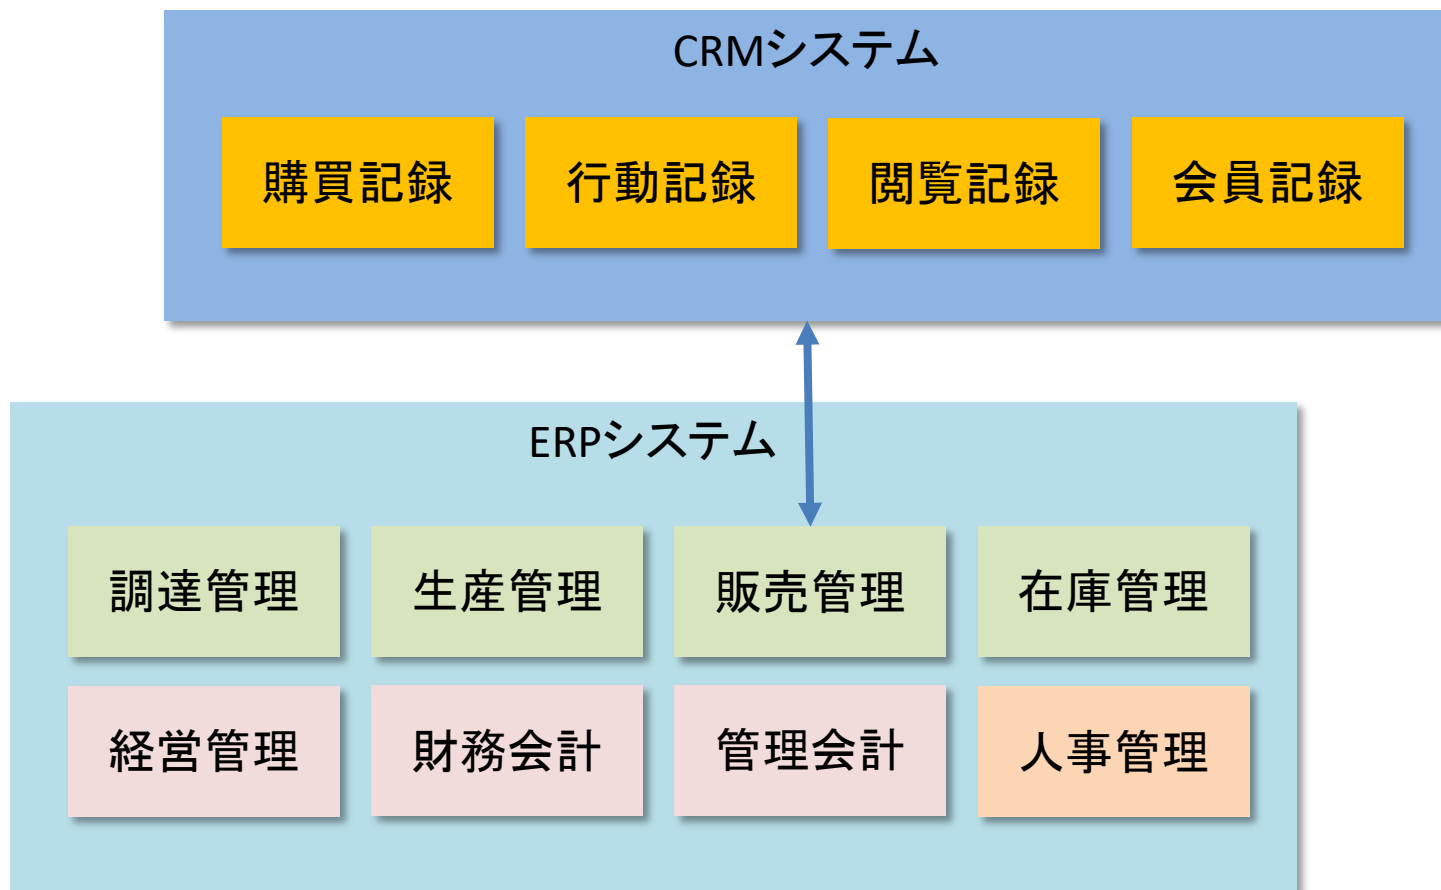 CRMシステム
購買記録
行動記録
閲覧記録
会員記録
ERPシステム
調達管理
生産管理
販売管理
在庫管理
経営管理
財務会計
管理会計
人事管理